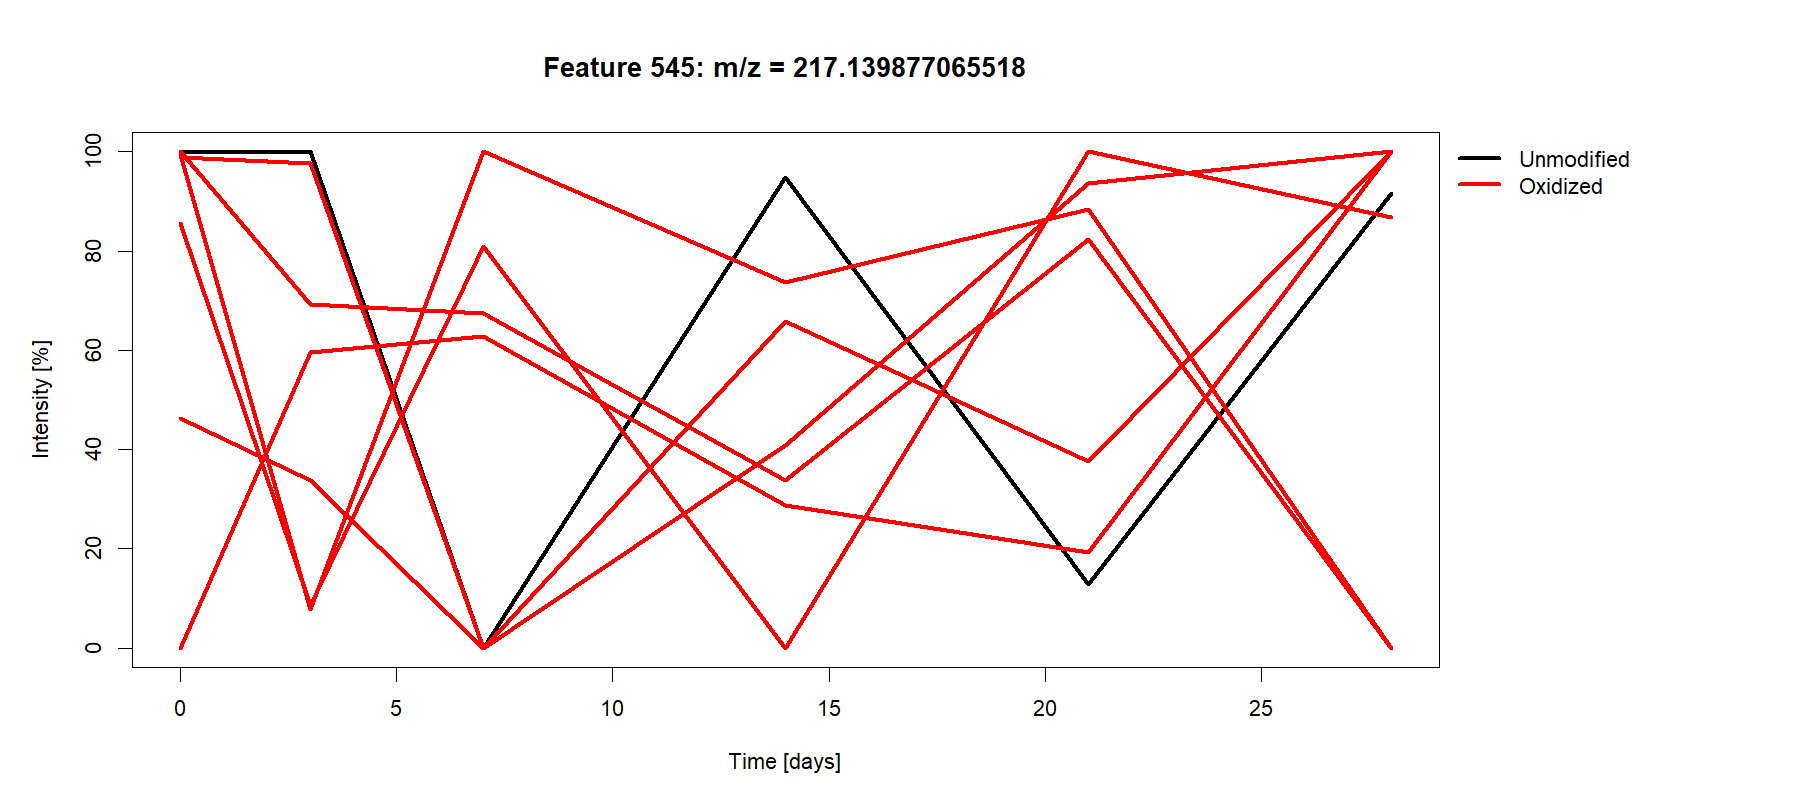 Feature 545: m/z = 217.139877065518
Unmodified
Oxidized
Intensity [%]
100
80
60
40
20
0
0 5 10 15 20 25
Time [days]